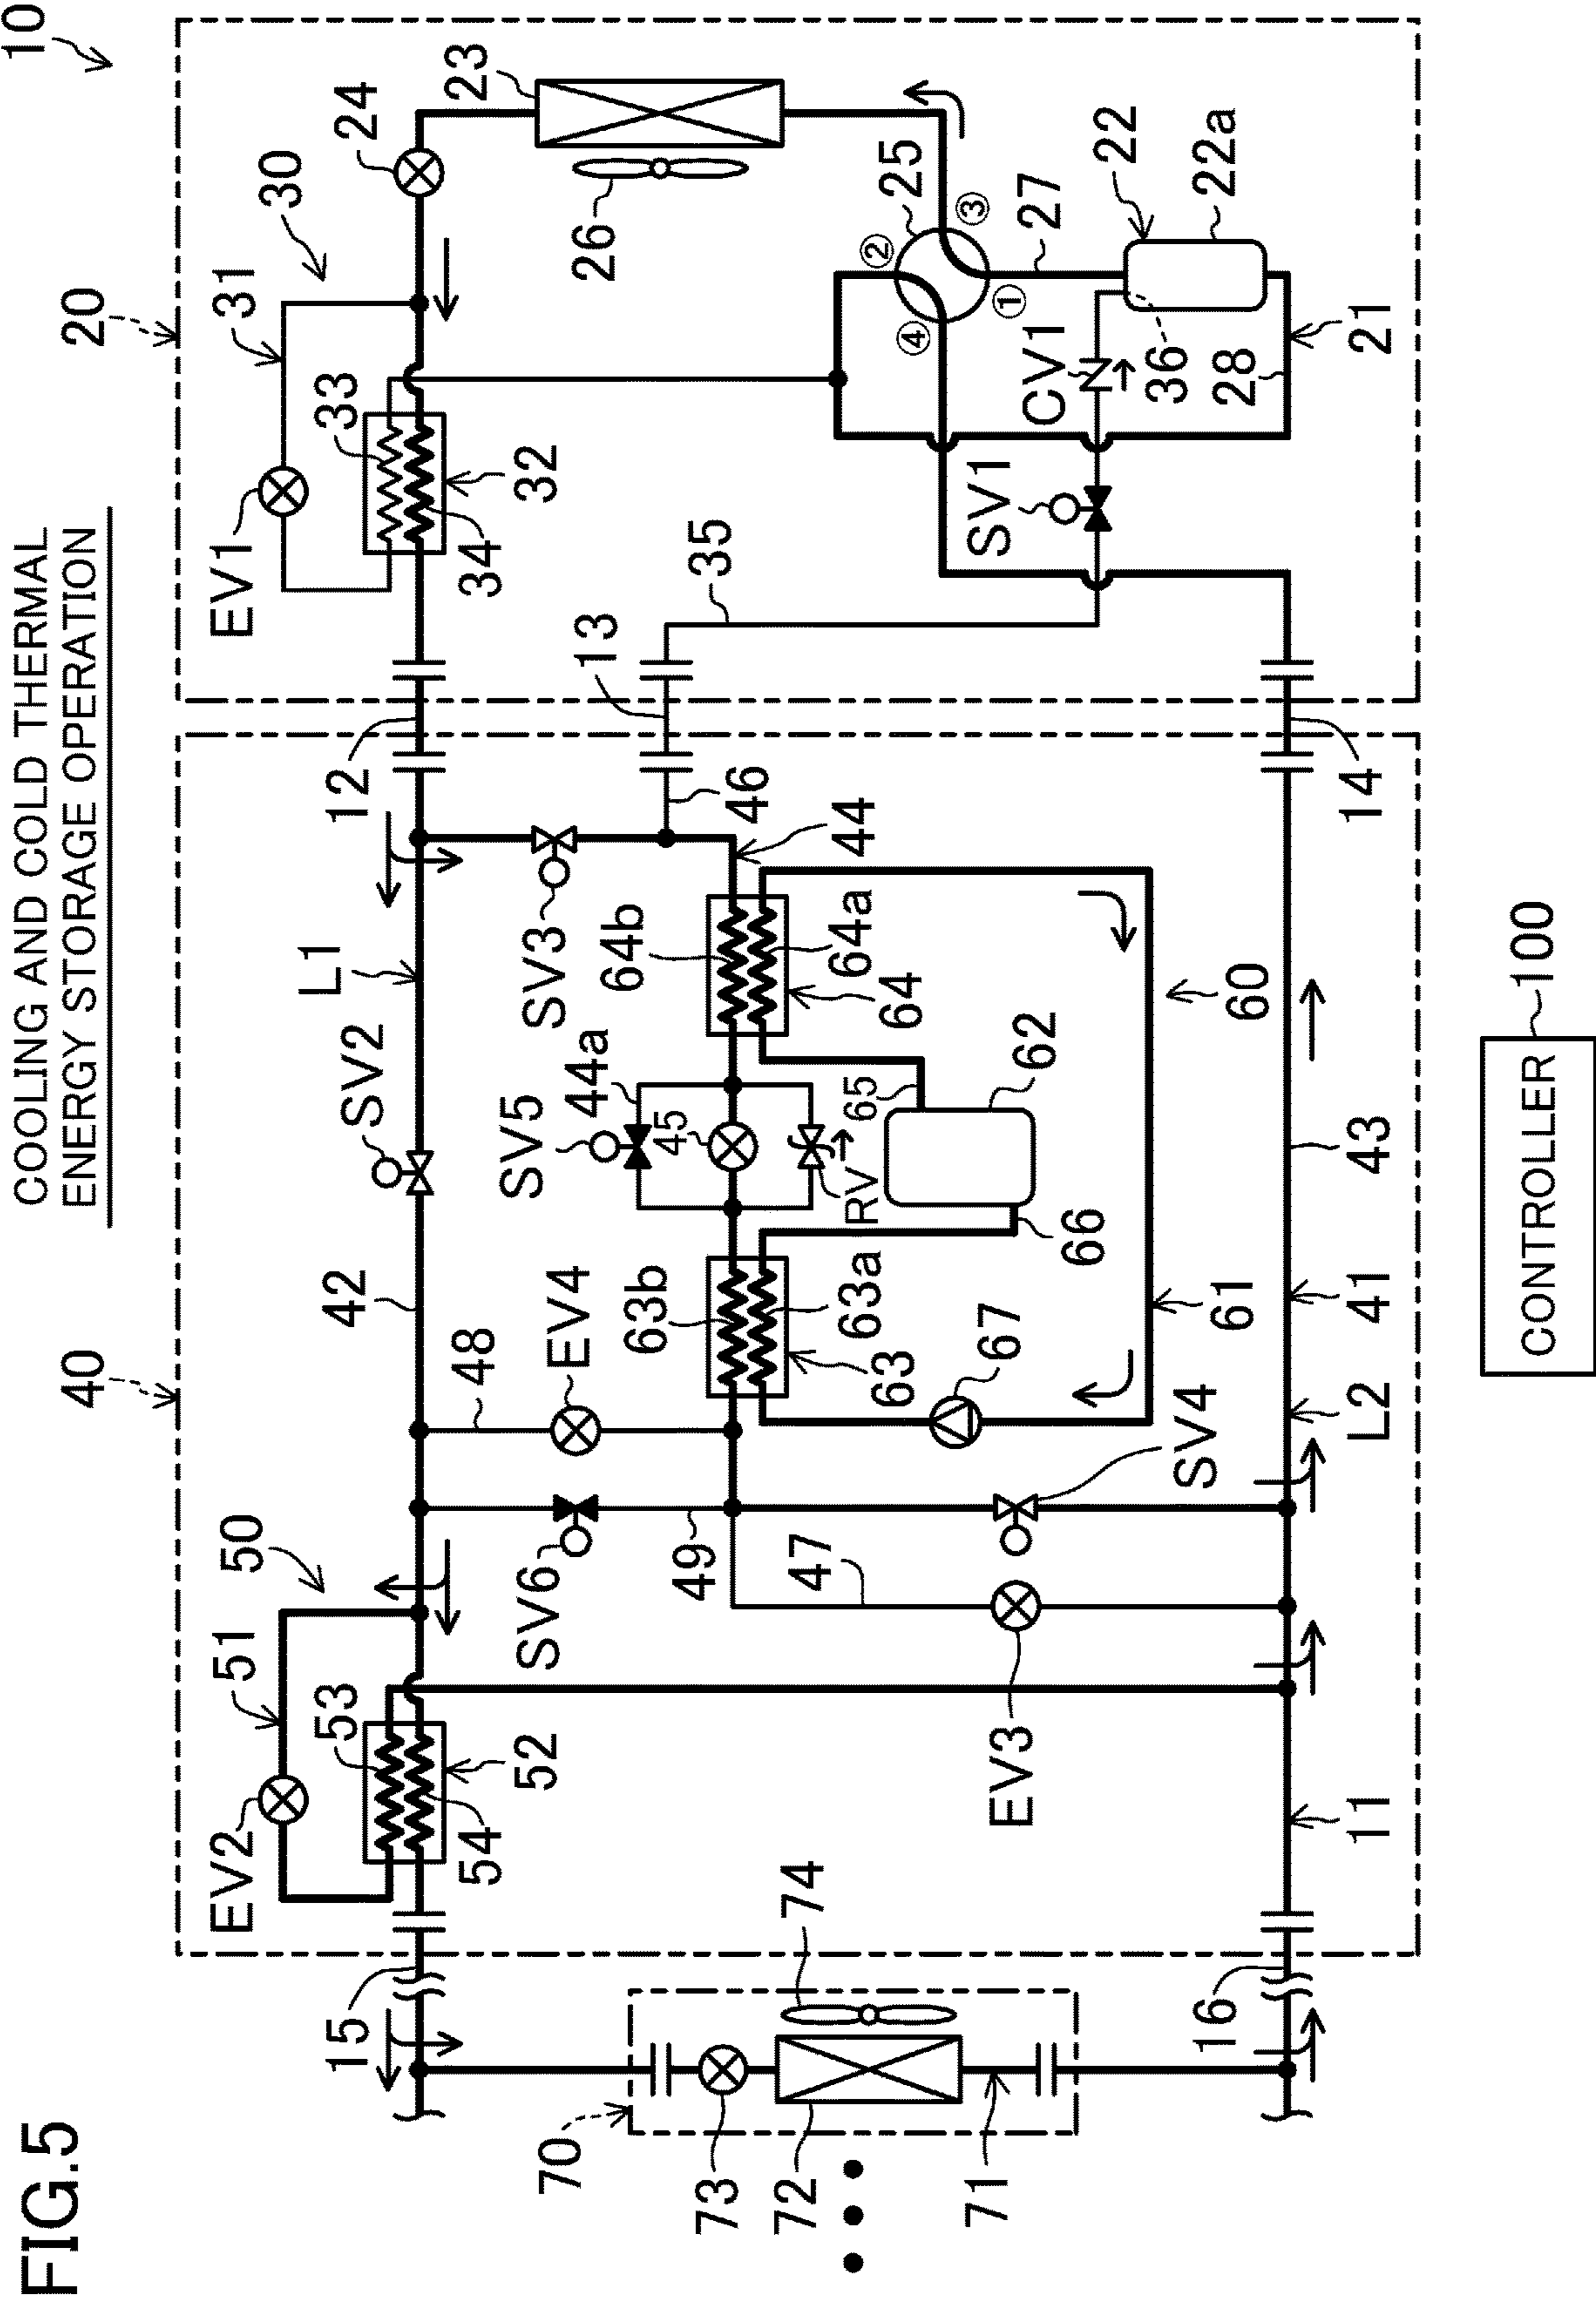 FIG.5
COOLING AND COLD THERMAL
ENERGY STORAGE OPERATION
10
20
40
30
50
EV2
51
53
54
52
15
42
SV2
L1
12
EV1
31
33
34
32
24
23
26
48
EV4
SV6
49
47
EV3
63b
63a
63
67
SV5
44a
45
RV
65
62
66
SV3
64b
64a
64
44
46
13
35
60
61
SV4
SV1
CV1
36
28
25
①
②
③
④
27
22
22a
21
70
73
72
74
71
16
11
L2
41
43
14
CONTROLLER
100